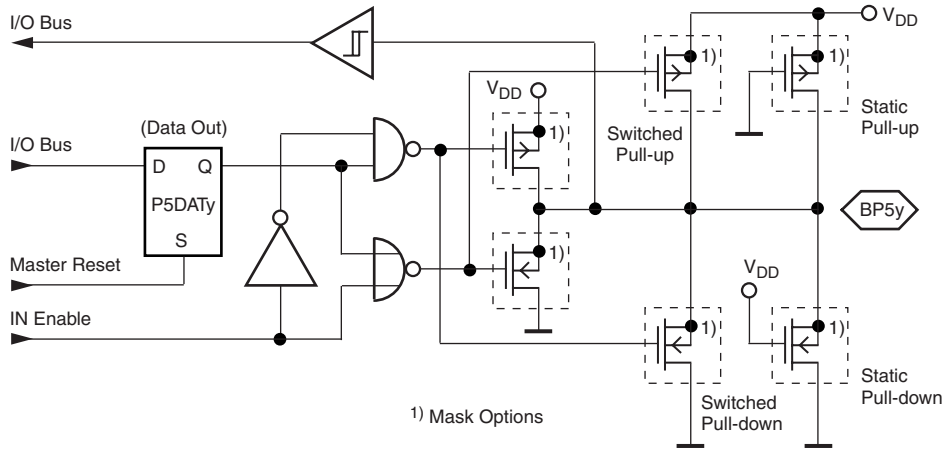 I/O Bus
V_DD
1)
1)
V_DD
Static
Pull-up
Switched
Pull-up
1)
(Data Out)
I/O Bus
D Q
P5DATy
S
BP5y
1)
Master Reset
V_DD
IN Enable
1)
1)
Static
Pull-down
Switched
Pull-down
1) Mask Options